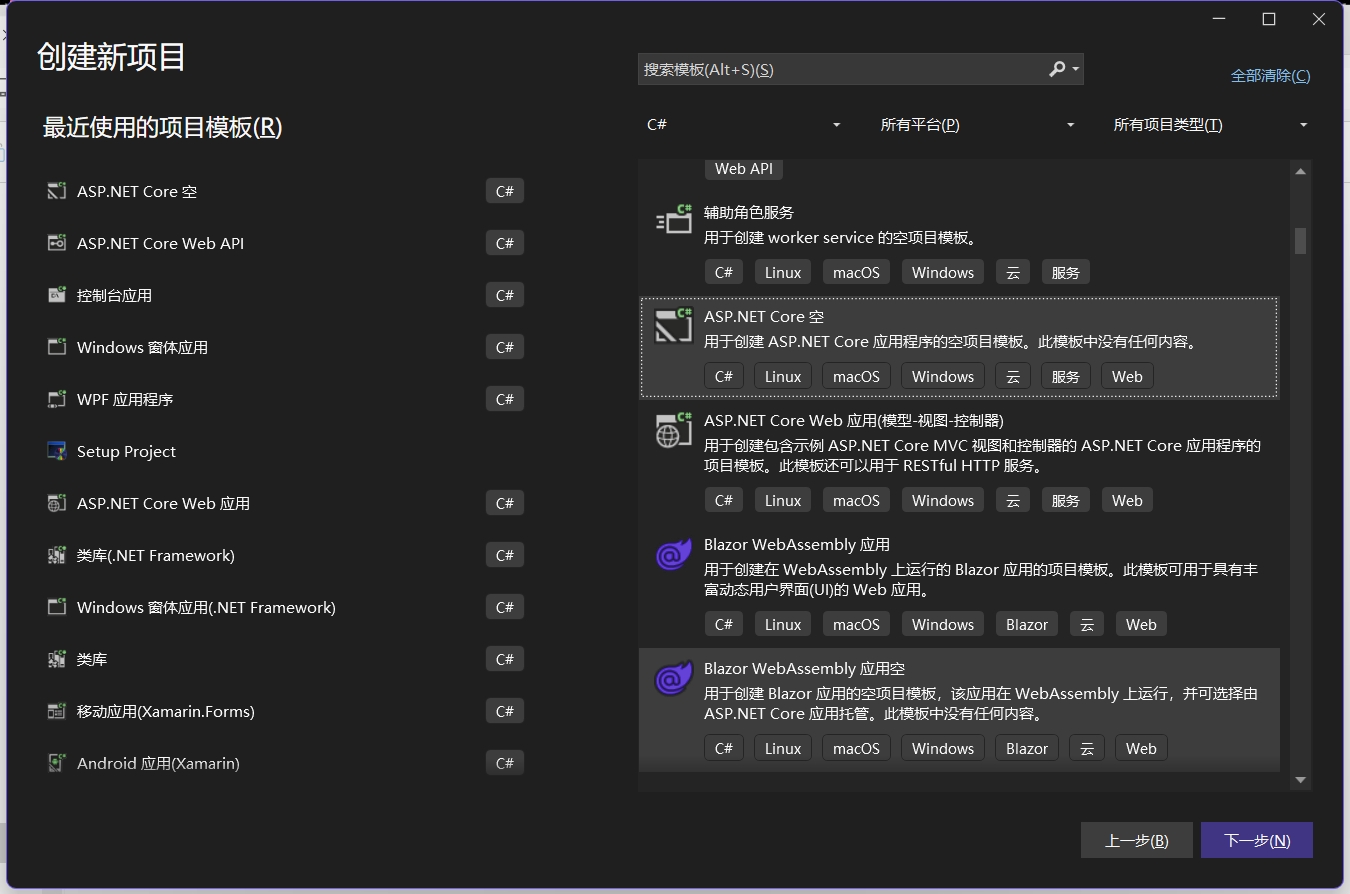 创建新项目
搜索模板(Alt+S)(S)
全部清除(C)
最近使用的项目模板(R)
C#
所有平台(P)
所有项目类型(T)
ASP.NET Core 空
C#
ASP.NET Core Web API
C#
控制台应用
C#
Windows 窗体应用
C#
WPF 应用程序
C#
Setup Project
ASP.NET Core Web 应用
C#
类库(.NET Framework)
C#
Windows 窗体应用(.NET Framework)
C#
类库
C#
移动应用(Xamarin.Forms)
C#
Android 应用(Xamarin)
C#
Web API
辅助角色服务
用于创建 worker service 的空项目模板。
C# Linux macOS Windows 云 服务
ASP.NET Core 空
用于创建 ASP.NET Core 应用程序的空项目模板。此模板中没有任何内容。
C# Linux macOS Windows 云 服务 Web
ASP.NET Core Web 应用(模型-视图-控制器)
用于创建包含示例 ASP.NET Core MVC 视图和控制器的 ASP.NET Core 应用程序的
项目模板。此模板还可以用于 RESTful HTTP 服务。
C# Linux macOS Windows 云 服务 Web
Blazor WebAssembly 应用
用于创建在 WebAssembly 上运行的 Blazor 应用的项目模板。此模板可用于具有丰
富动态用户界面(UI)的 Web 应用。
C# Linux macOS Windows Blazor 云 Web
Blazor WebAssembly 应用空
用于创建 Blazor 应用的空项目模板，该应用在 WebAssembly 上运行，并可选择由
ASP.NET Core 应用托管。此模板中没有任何内容。
C# Linux macOS Windows Blazor 云 Web
上一步(B)
下一步(N)